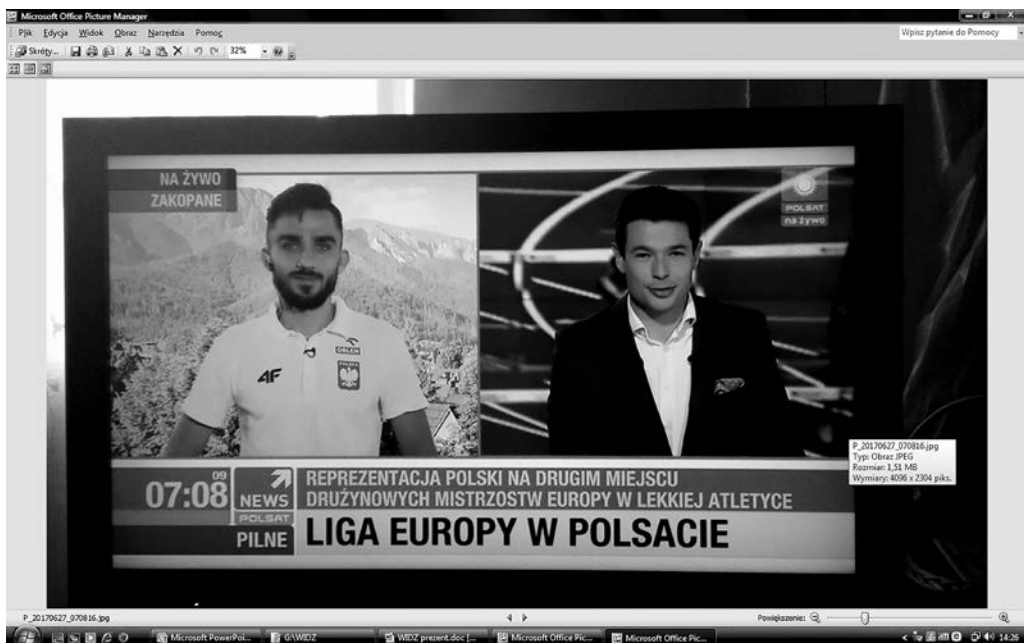 Microsoft Office Picture Manager
Plik Edycja Widok Obraz Narzędzia Pomoc
Wpisz pytanie do Pomocy
Skróty... 32%
NA ŻYWO
ZAKOPANE
POLSAT
na żywo
ORLEN
POLSKA
4F
P_20170627_070816.jpg
Typ: Obraz JPEG
Rozmiar: 1,51 MB
Wymiary: 4096 x 2304 piks.
07:08 09
NEWS
POLSAT
REPREZENTACJA POLSKI NA DRUGIM MIEJSCU
DRUŻYNOWYCH MISTRZOSTW EUROPY W LEKKIEJ ATLETYCE
PILNE
LIGA EUROPY W POLSACIE
P_20170627_070816.jpg
Powiększenie:
Microsoft PowerPoi...
G:\WIDZ
WIDZ prezent.doc [...
Microsoft Office Pic...
Microsoft Office Pic...
14:26